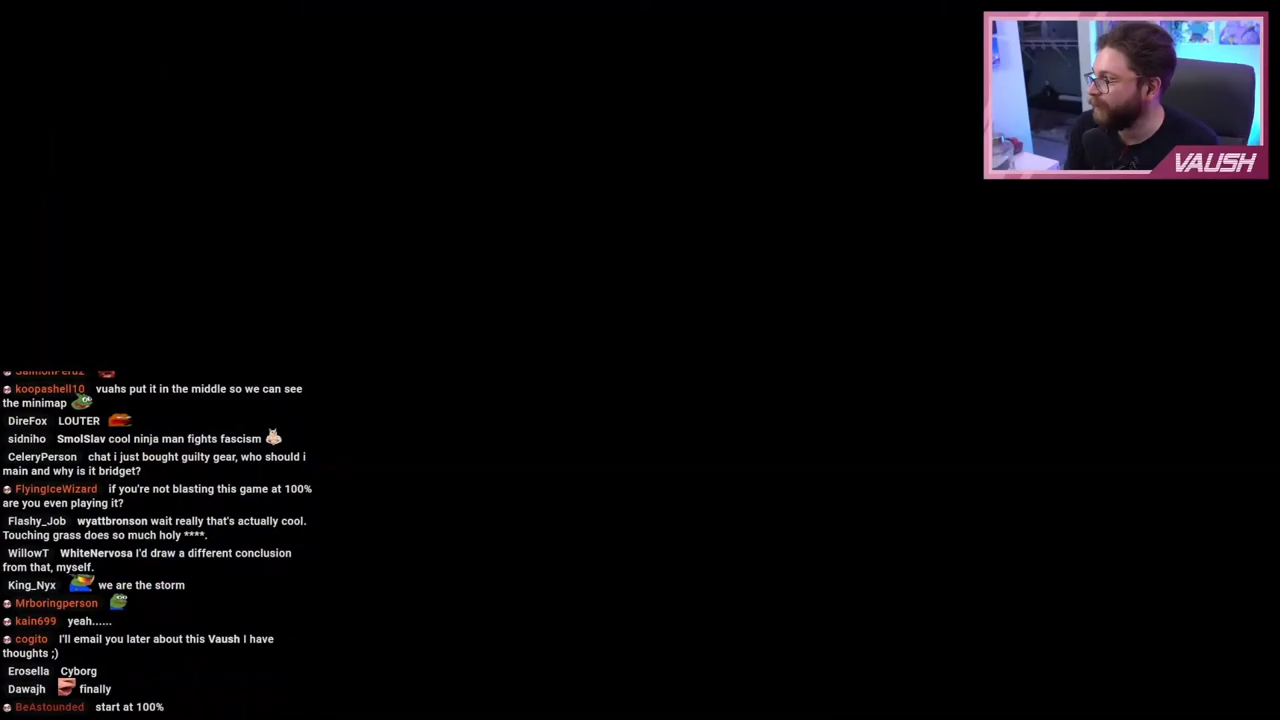 VAUSH
SalmonPeruz
koopashell10 vuahs put it in the middle so we can see
the minimap
DireFox LOUTER
sidniho SmolSlav cool ninja man fights fascism
CeleryPerson chat i just bought guilty gear, who should i
main and why is it bridget?
FlyingIceWizard if you're not blasting this game at 100%
are you even playing it?
Flashy_Job wyattbronson wait really that's actually cool.
Touching grass does so much holy ****.
WillowT WhiteNervosa I'd draw a different conclusion
from that, myself.
King_Nyx we are the storm
Mrboringperson
kain699 yeah......
cogito I'll email you later about this Vaush I have
thoughts ;)
Erosella Cyborg
Dawajh finally
BeAstounded start at 100%